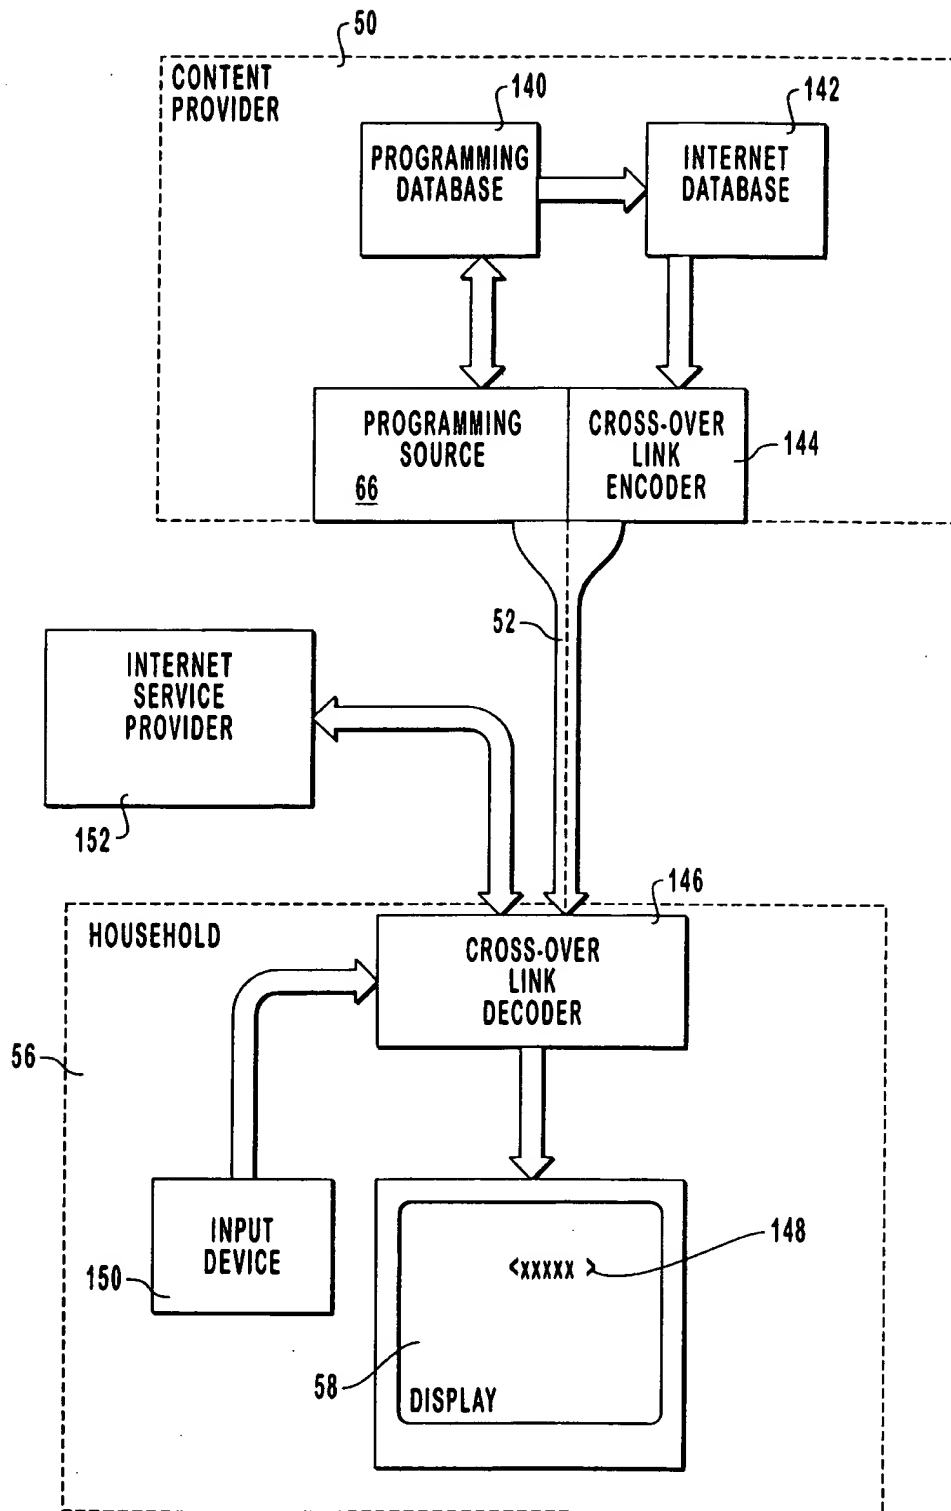 50
CONTENT
PROVIDER
140
142
PROGRAMMING
DATABASE
INTERNET
DATABASE
PROGRAMMING
SOURCE
66
CROSS-OVER
LINK
ENCODER
144
52
INTERNET
SERVICE
PROVIDER
152
146
HOUSEHOLD
CROSS-OVER
LINK
DECODER
56
INPUT
DEVICE
150
<XXXXX >
148
58
DISPLAY